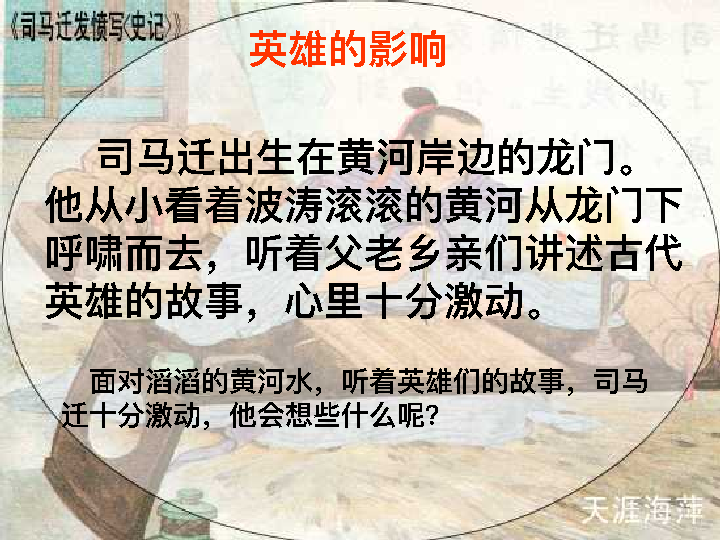 《司马迁发愤写《史记》》
英雄的影响
司马迁出生在黄河岸边的龙门。
他从小看着波涛滚滚的黄河从龙门下
呼啸而去，听着父老乡亲们讲述古代
英雄的故事，心里十分激动。
面对滔滔的黄河水，听着英雄们的故事，司马
迁十分激动，他会想些什么呢？
天涯海萍